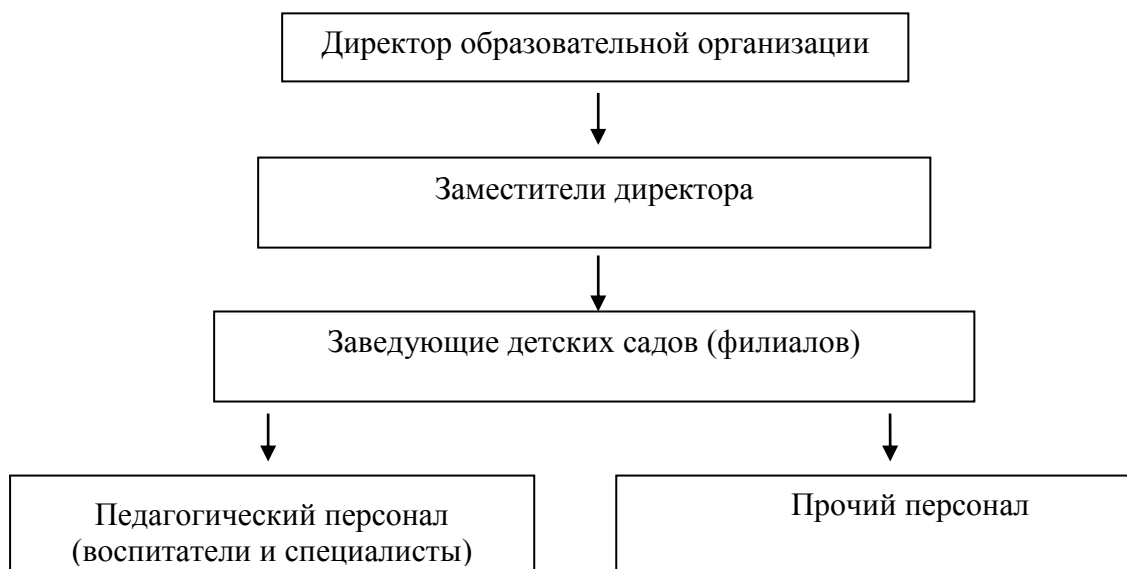 Директор образовательной организации
Заместители директора
Заведующие детских садов (филиалов)
Педагогический персонал
(воспитатели и специалисты)
Прочий персонал